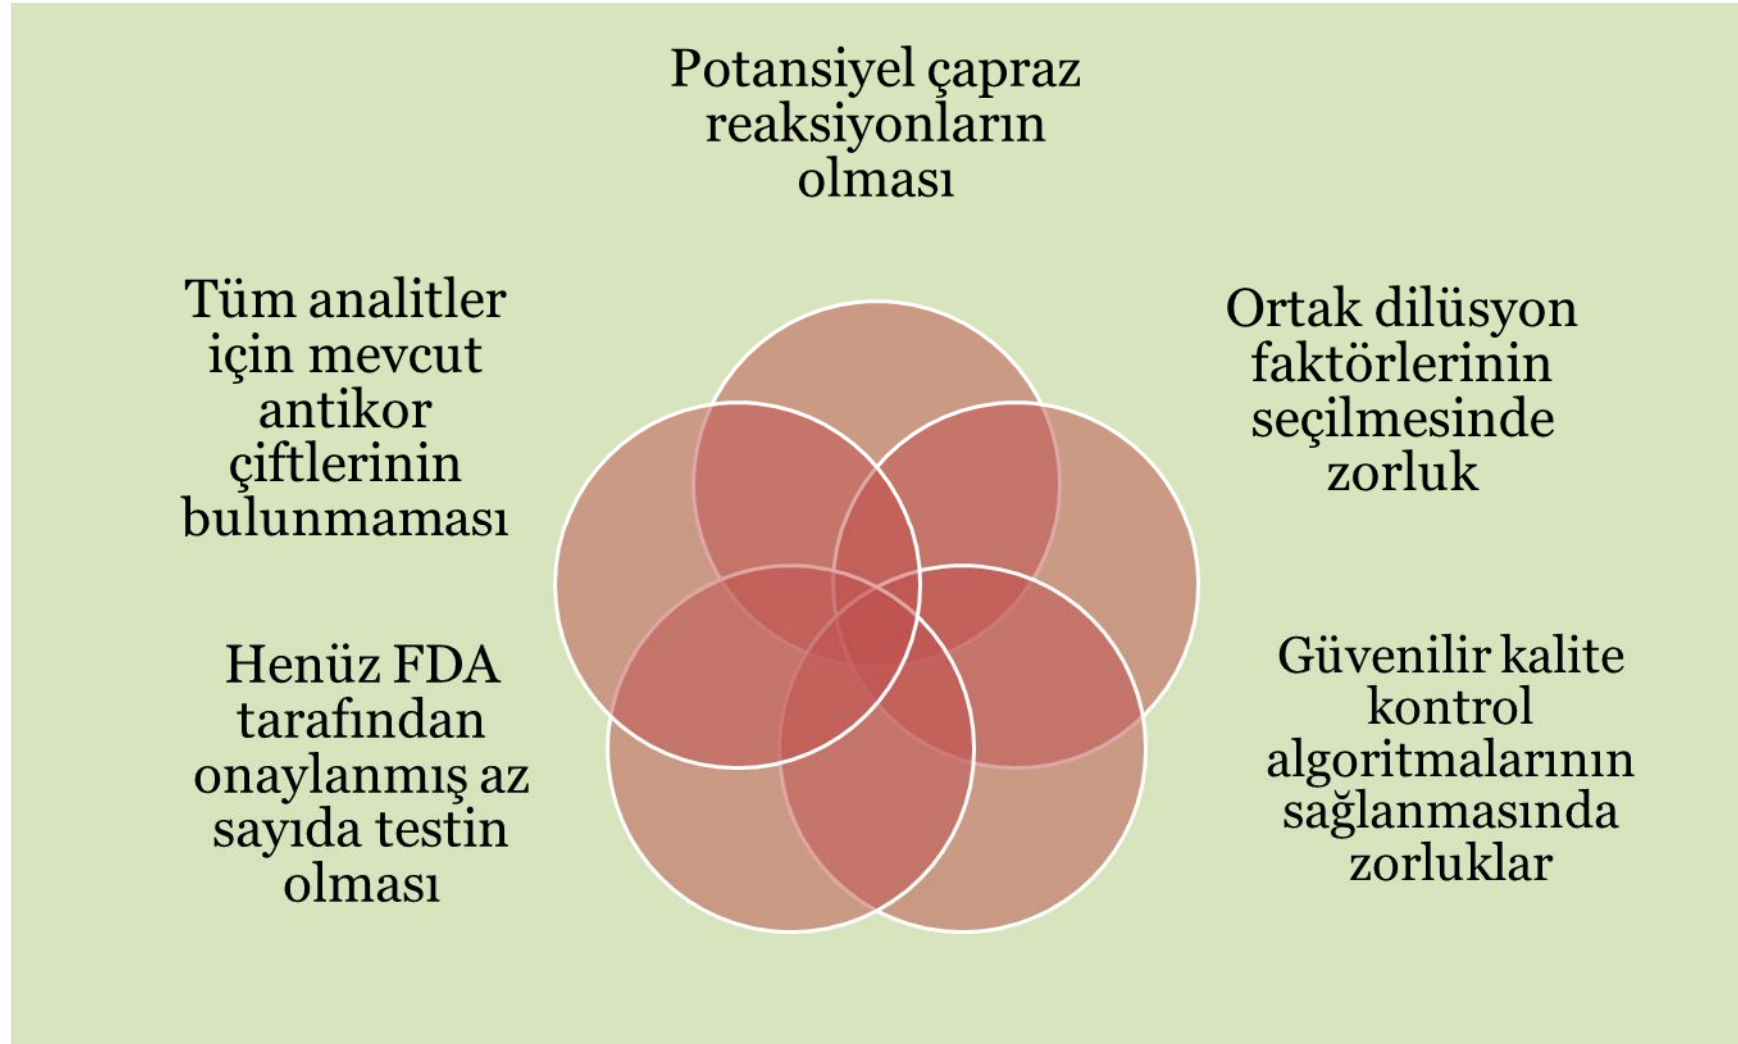 Potansiyel çapraz
reaksiyonların
olması
Tüm analitler
için mevcut
antikor
çiftlerinin
bulunmaması
Ortak dilüsyon
faktörlerinin
seçilmesinde
zorluk
Henüz FDA
tarafından
onaylanmış az
sayıda testin
olması
Güvenilir kalite
kontrol
algoritmalarının
sağlanmasında
zorluklar